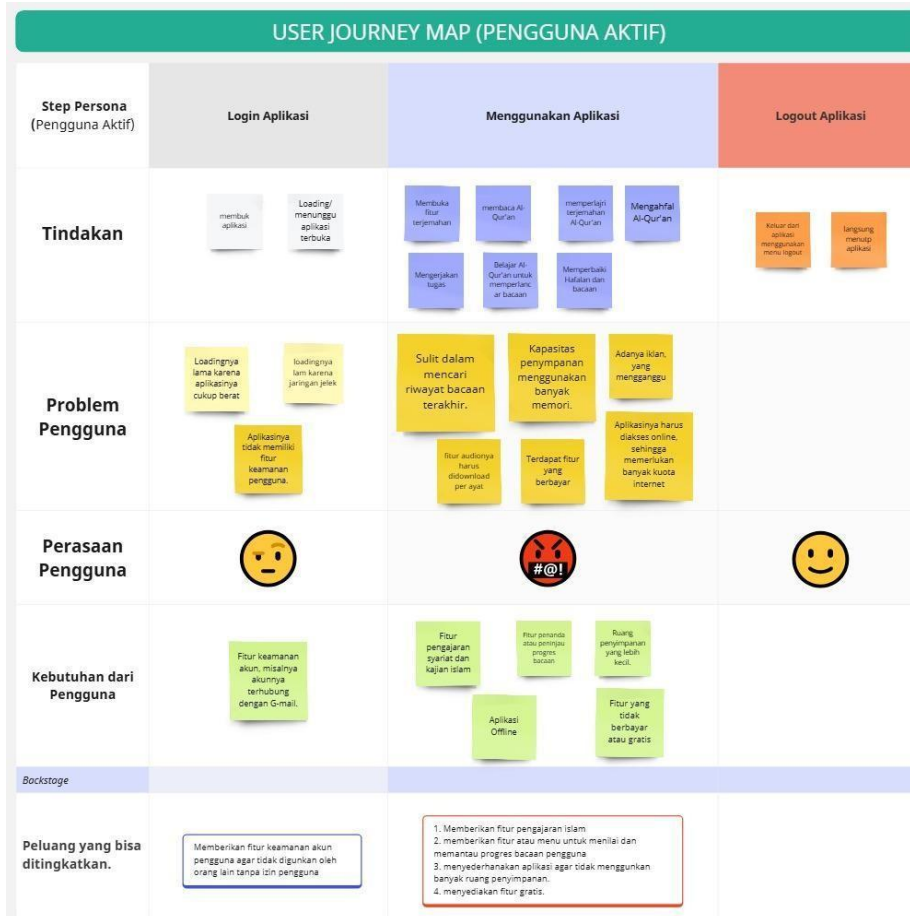 USER JOURNEY MAP (PENGGUNA AKTIF)
Step Persona
(Pengguna Aktif)
Login Aplikasi
Menggunakan Aplikasi
Logout Aplikasi
Tindakan
membuk
aplikasi
Loading/
menunggu
aplikasi
terbuka
Membuka
fitur
terjemahan
membaca Al-
Qur'an
memperlajri
terjemahan
Al-Qur'an
Mengahfal
Al-Qur'an
Mengerjakan
tugas
Belajar Al-
Qur'an untuk
memperlanc
ar bacaan
Memperbaiki
Hafalan dan
bacaan
Keluar dari
aplikasi
menggunakan
menu logout
langsung
menutp
aplikasi
Problem
Pengguna
Loadingnya
lama karena
aplikasinya
cukup berat
loadingnya
lam karena
jaringan jelek
Aplikasinya
tidak memiliki
fitur
keamanan
pengguna.
Sulit dalam
mencari
riwayat bacaan
terakhir.
Kapasitas
penympanan
menggunakan
banyak
memori.
Adanya iklan,
yang
mengganggu
fitur audionya
harus
didownload
per ayat
Terdapat fitur
yang
berbayar
Aplikasinya harus
diakses online,
sehingga
memerlukan
banyak kuota
internet
Perasaan
Pengguna
#@!
Kebutuhan dari
Pengguna
Fitur keamanan
akun, misalnya
akunnya
terhubung
dengan G-mail.
Fitur
pengajaran
syariat dan
kajian islam
Fitur penanda
atau peninjau
progres
bacaan
Ruang
penyimpanan
yang lebih
kecil.
Aplikasi
Offline
Fitur yang
tidak
berbayar
atau gratis
Backstage
Peluang yang bisa
ditingkatkan.
Memberikan fitur keamanan akun
pengguna agar tidak digunkan oleh
orang lain tanpa izin pengguna
1. Memberikan fitur pengajaran islam
2. memberikan fitur atau menu untuk menilai dan
memantau progres bacaan pengguna
3. menyederhanakan aplikasi agar tidak menggunkan
banyak ruang penyimpanan.
4. menyediakan fitur gratis.